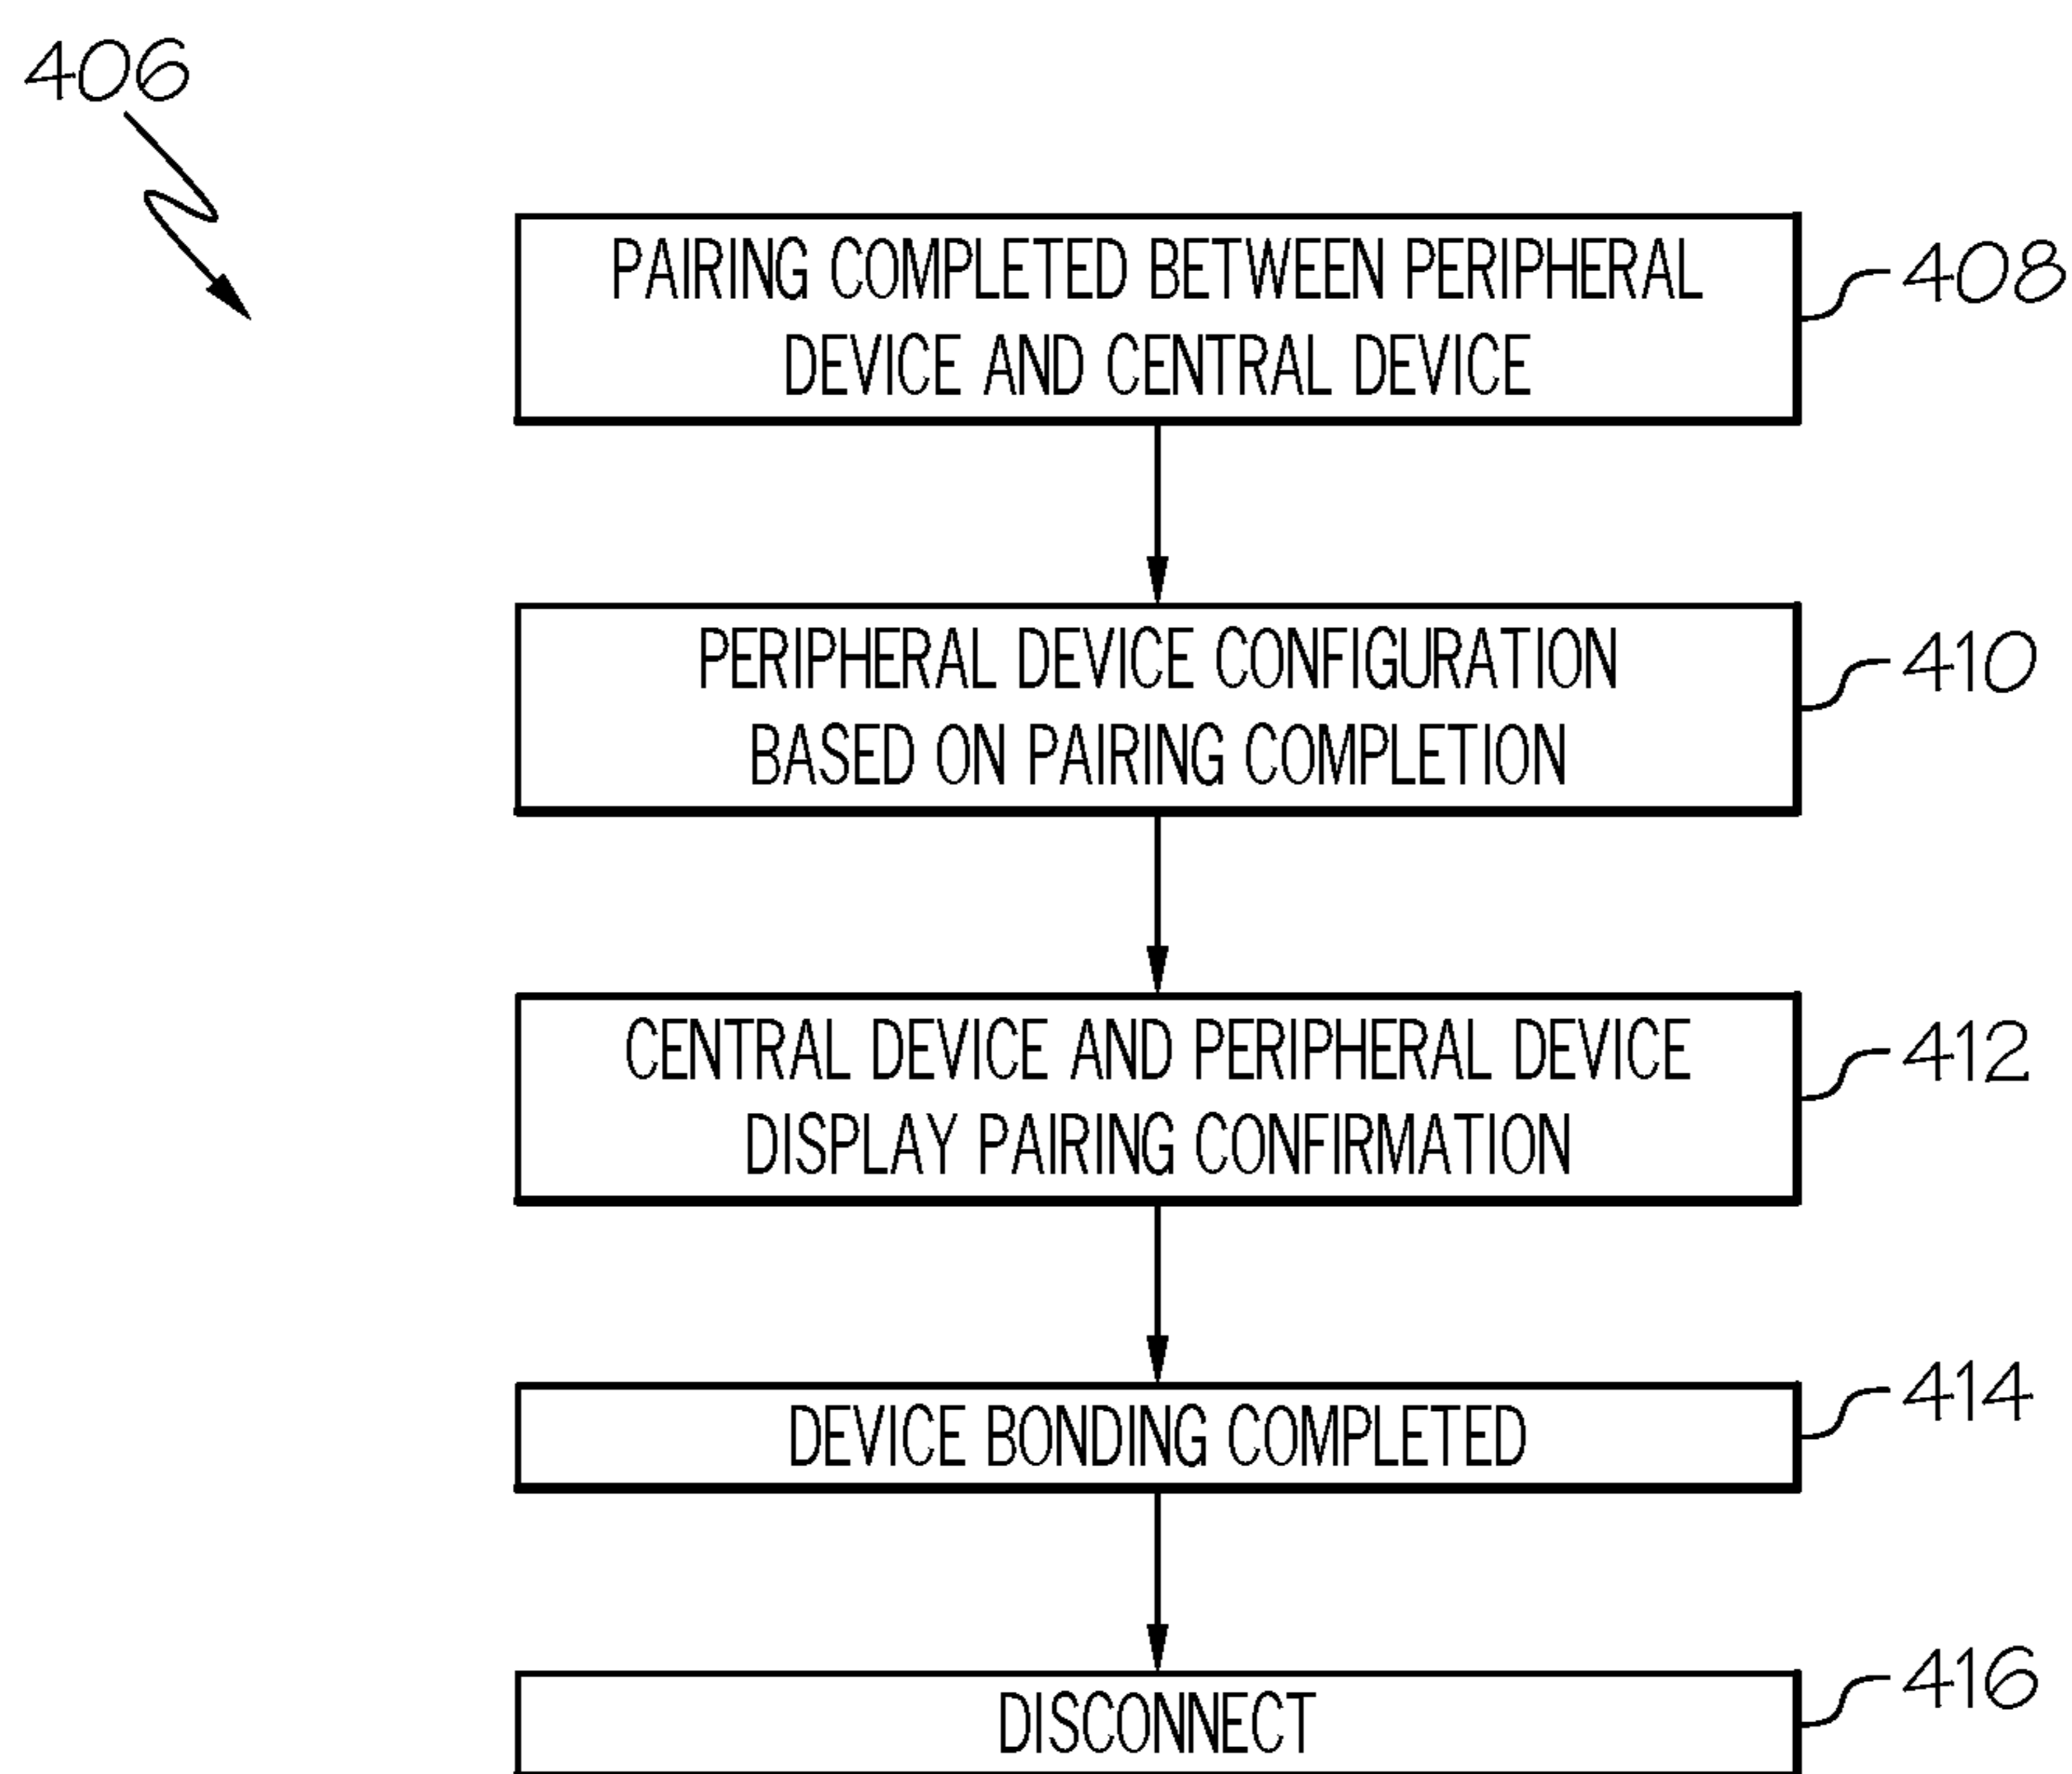 406
PAIRING COMPLETED BETWEEN PERIPHERAL
DEVICE AND CENTRAL DEVICE
408
PERIPHERAL DEVICE CONFIGURATION
BASED ON PAIRING COMPLETION
410
CENTRAL DEVICE AND PERIPHERAL DEVICE
DISPLAY PAIRING CONFIRMATION
412
DEVICE BONDING COMPLETED
414
DISCONNECT
416